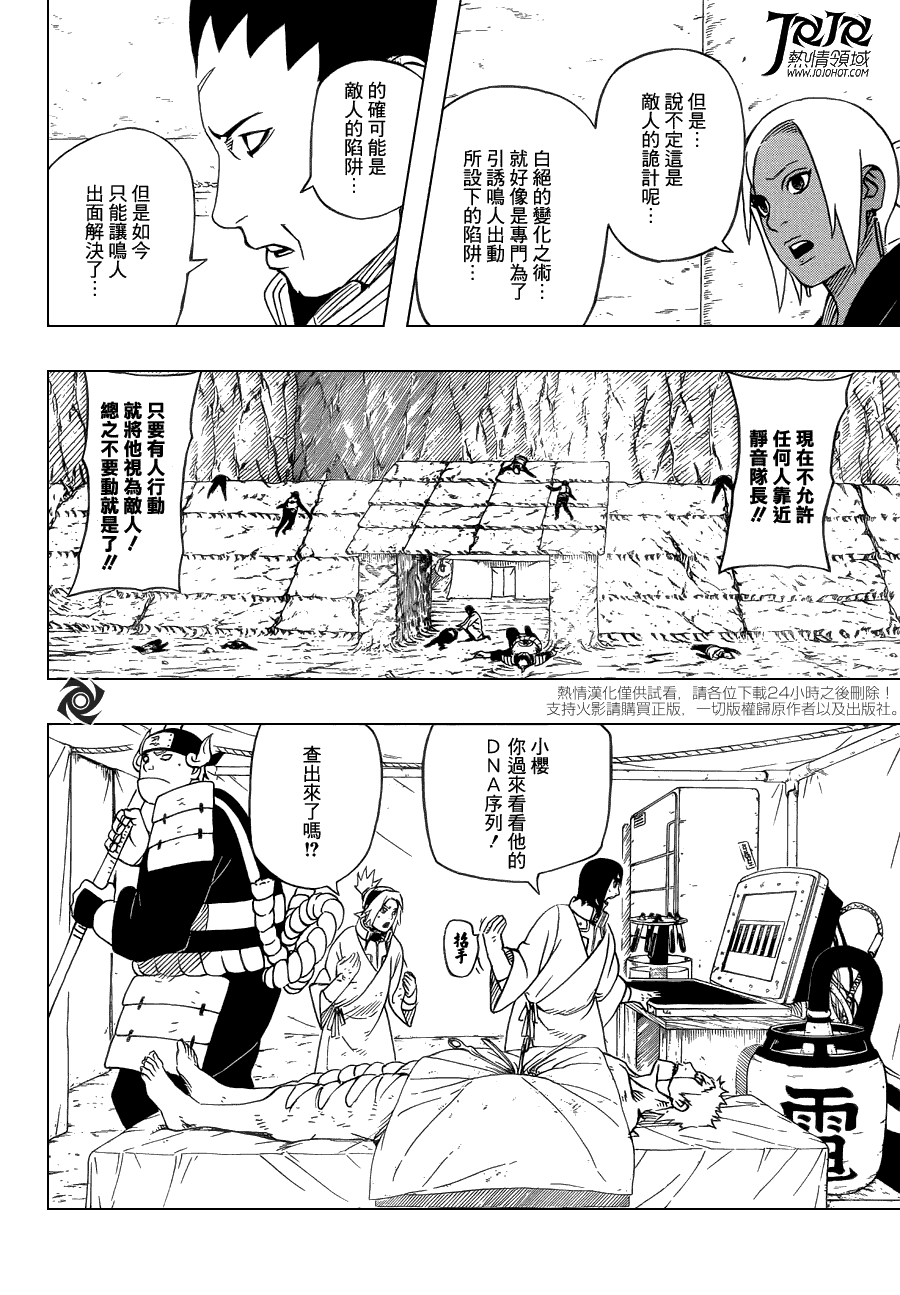 JOJO
熱情領域
WWW.JOJOHOT.COM
但是…
說不定這是
敵人的詭計呢…
白絕的變化之術…
就好像是專門為了
引誘鳴人出動
所設下的陷阱…
的確可能是
敵人的陷阱…
但是如今
只能讓鳴人
出面解決了…
現在不允許
任何人靠近
靜音隊長!!
只要有人行動
就將他視為敵人!
總之不要動就是了!!
熱情漢化僅供試看，請各位下載24小時之後刪除！
支持火影請購買正版，一切版權歸原作者以及出版社。
小櫻
你過來看看他的
DNA序列!
招手
查出來了嗎!?
雷